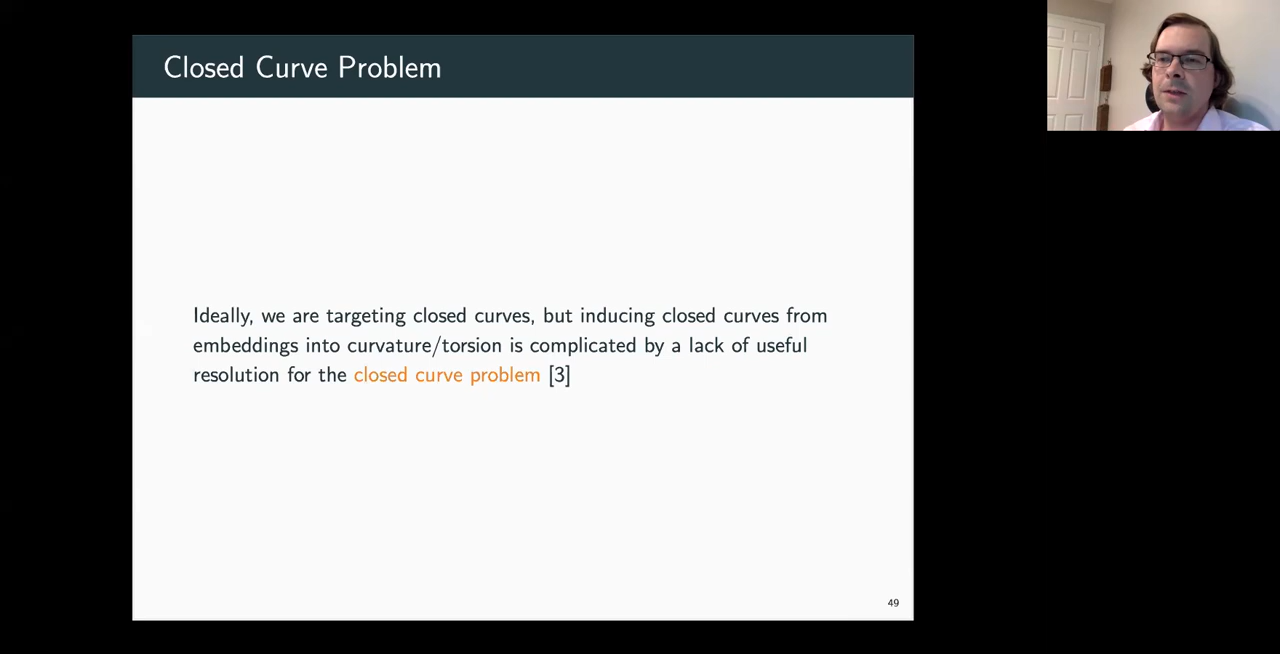 Closed Curve Problem
Ideally, we are targeting closed curves, but inducing closed curves from
embeddings into curvature/torsion is complicated by a lack of useful
resolution for the closed curve problem [3]
49